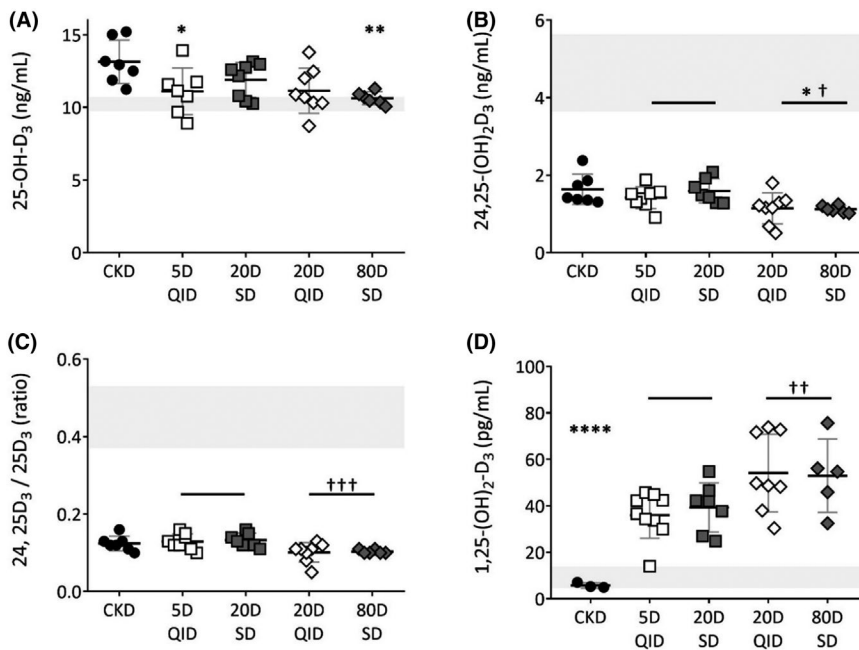 (A)
25-OH-D₃ (ng/mL)
15
10
5
0
*
**
CKD 5D QID 20D SD 20D QID 80D SD
(B)
24,25-(OH)₂D₃ (ng/mL)
6
4
2
0
* †
CKD 5D QID 20D SD 20D QID 80D SD
(C)
24, 25D₃ / 25D₃ (ratio)
0.6
0.4
0.2
0.0
†††
CKD 5D QID 20D SD 20D QID 80D SD
(D)
1,25-(OH)₂-D₃ (pg/mL)
100
80
60
40
20
0
****
††
CKD 5D QID 20D SD 20D QID 80D SD